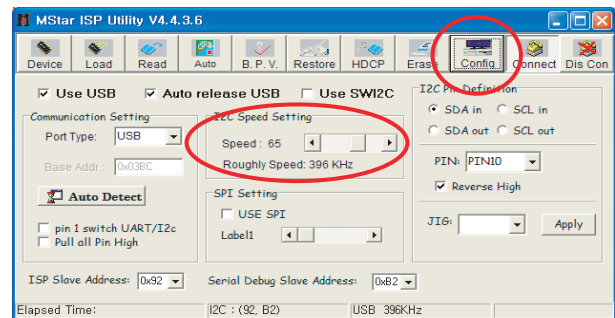 MStar ISP Utility V4.4.3.6
Device Load Read Auto B. P. V. Restore HDCP Erase Config Connect Dis Con
Use USB Auto release USB Use SWI2C
Communication Setting
Port Type: USB
Base Addr: 0x03BC
Auto Detect
pin 1 switch UART/I2c
Pull all Pin High
I2C Speed Setting
Speed : 65
Roughly Speed: 396 KHz
SPI Setting
USE SPI
Label1
I2C Pin Definition
SDA in SCL in
SDA out SCL out
PIN: PIN10
Reverse High
JIG: Apply
ISP Slave Address: 0x92 Serial Debug Slave Address: 0xB2
Elapsed Time: I2C : (92, B2) USB 396KHz